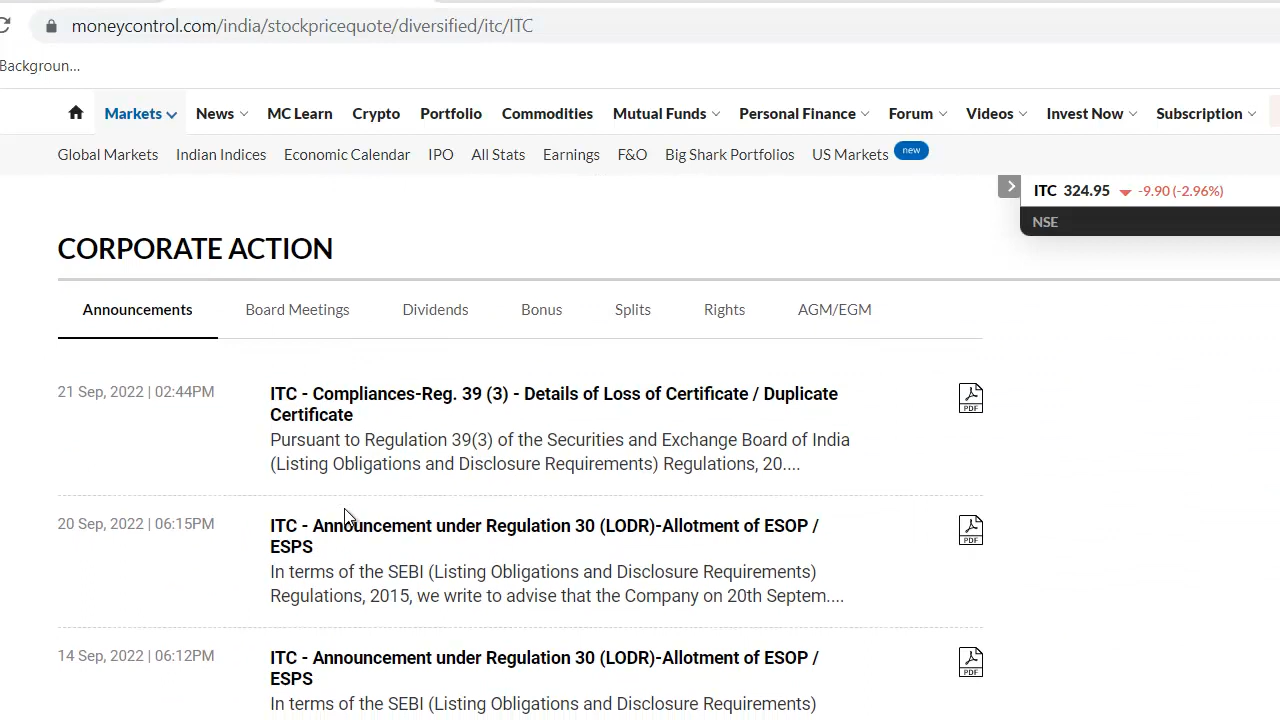 moneycontrol.com/india/stockpricequote/diversified/itc/ITC
Backgroun...
Markets News MC Learn Crypto Portfolio Commodities Mutual Funds Personal Finance Forum Videos Invest Now Subscription
Global Markets Indian Indices Economic Calendar IPO All Stats Earnings F&O Big Shark Portfolios US Markets new
ITC 324.95 -9.90 (-2.96%)
NSE
CORPORATE ACTION
Announcements Board Meetings Dividends Bonus Splits Rights AGM/EGM
21 Sep, 2022 | 02:44PM
ITC - Compliances-Reg. 39 (3) - Details of Loss of Certificate / Duplicate
Certificate
Pursuant to Regulation 39(3) of the Securities and Exchange Board of India
(Listing Obligations and Disclosure Requirements) Regulations, 20....
PDF
20 Sep, 2022 | 06:15PM
ITC - Announcement under Regulation 30 (LODR)-Allotment of ESOP /
ESPS
In terms of the SEBI (Listing Obligations and Disclosure Requirements)
Regulations, 2015, we write to advise that the Company on 20th Septem....
PDF
14 Sep, 2022 | 06:12PM
ITC - Announcement under Regulation 30 (LODR)-Allotment of ESOP /
ESPS
In terms of the SEBI (Listing Obligations and Disclosure Requirements)
PDF